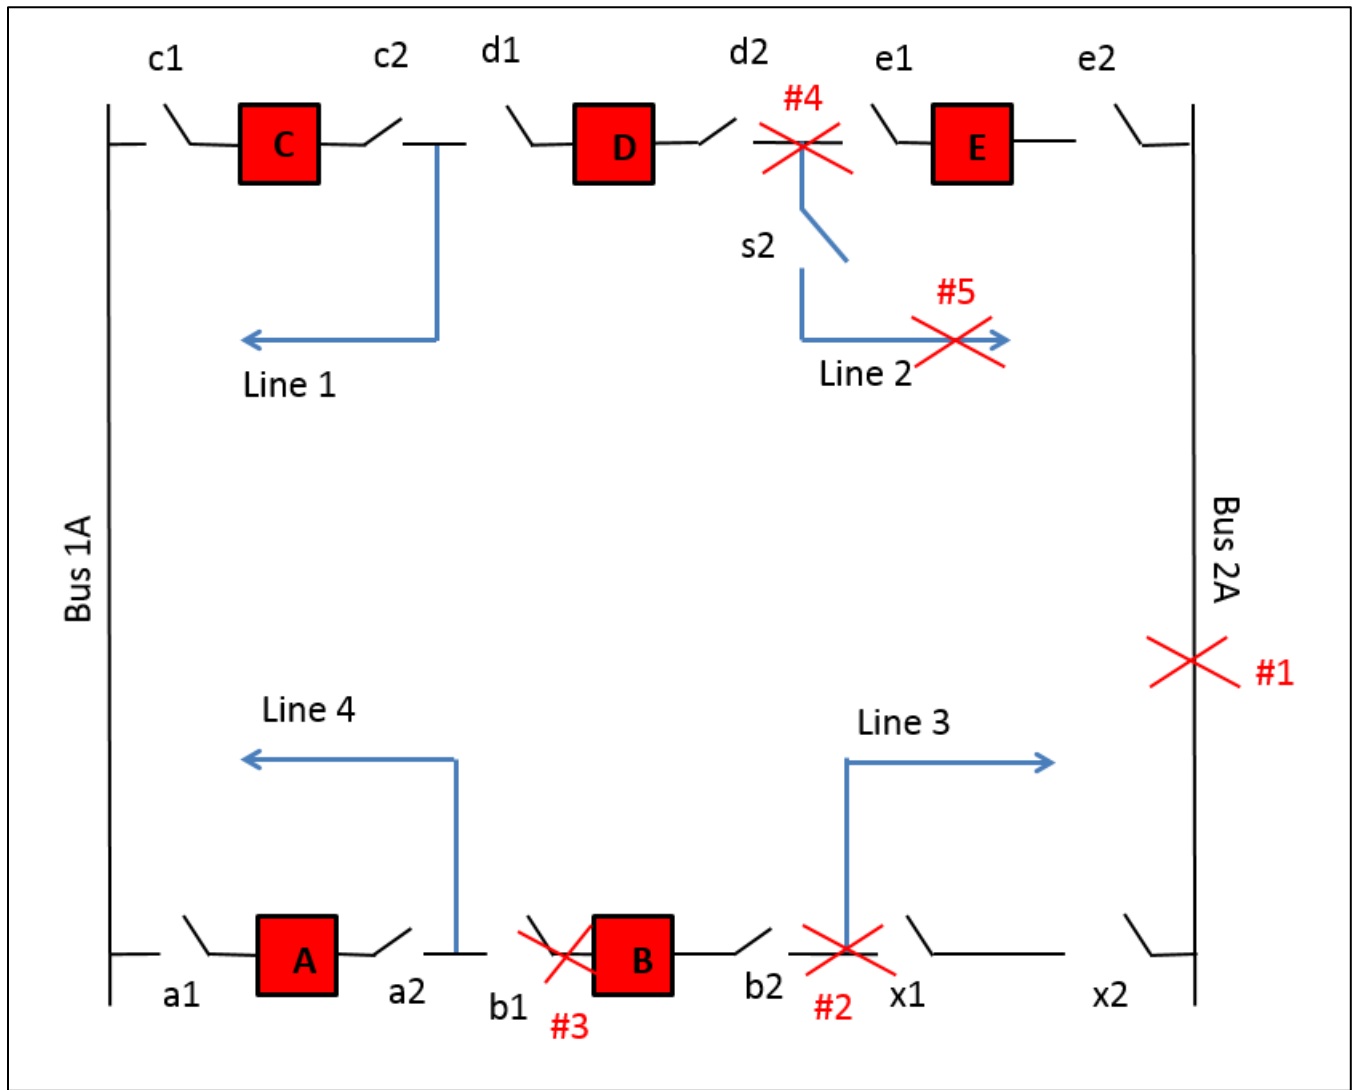 c1
c2
d1
d2
e1
e2
#4
C
D
E
s2
#5
Line 1
Line 2
Bus 1A
Bus 2A
#1
Line 4
Line 3
A
B
a1
a2
b1
#3
b2
#2
x1
x2